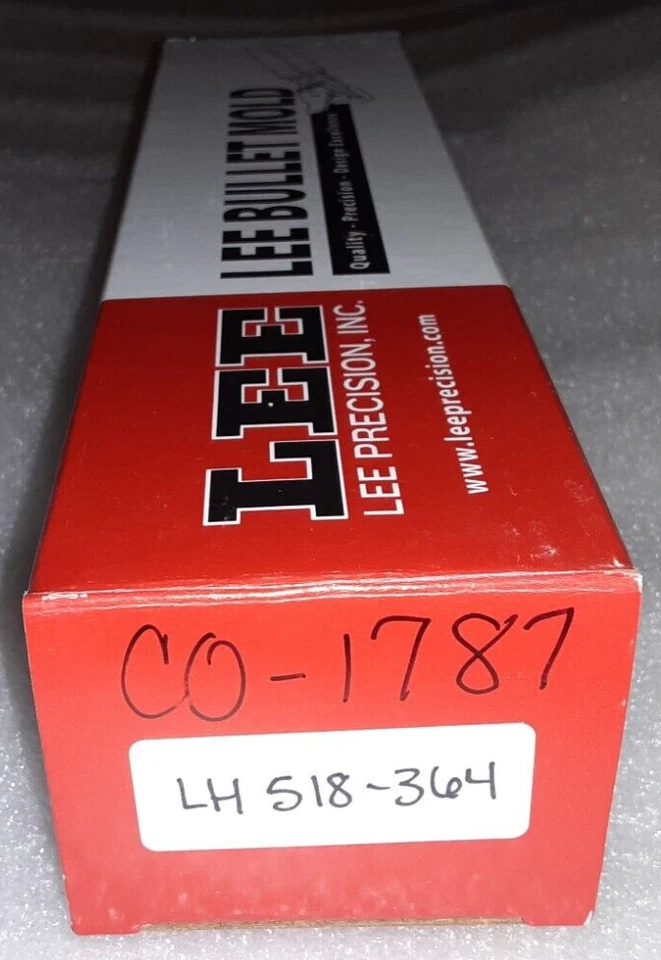 LEE BULLET MOLD
Quality - Precision - Design Excellence
LEE
LEE PRECISION, INC.
www.leeprecision.com
CO-1787
LH 518-364